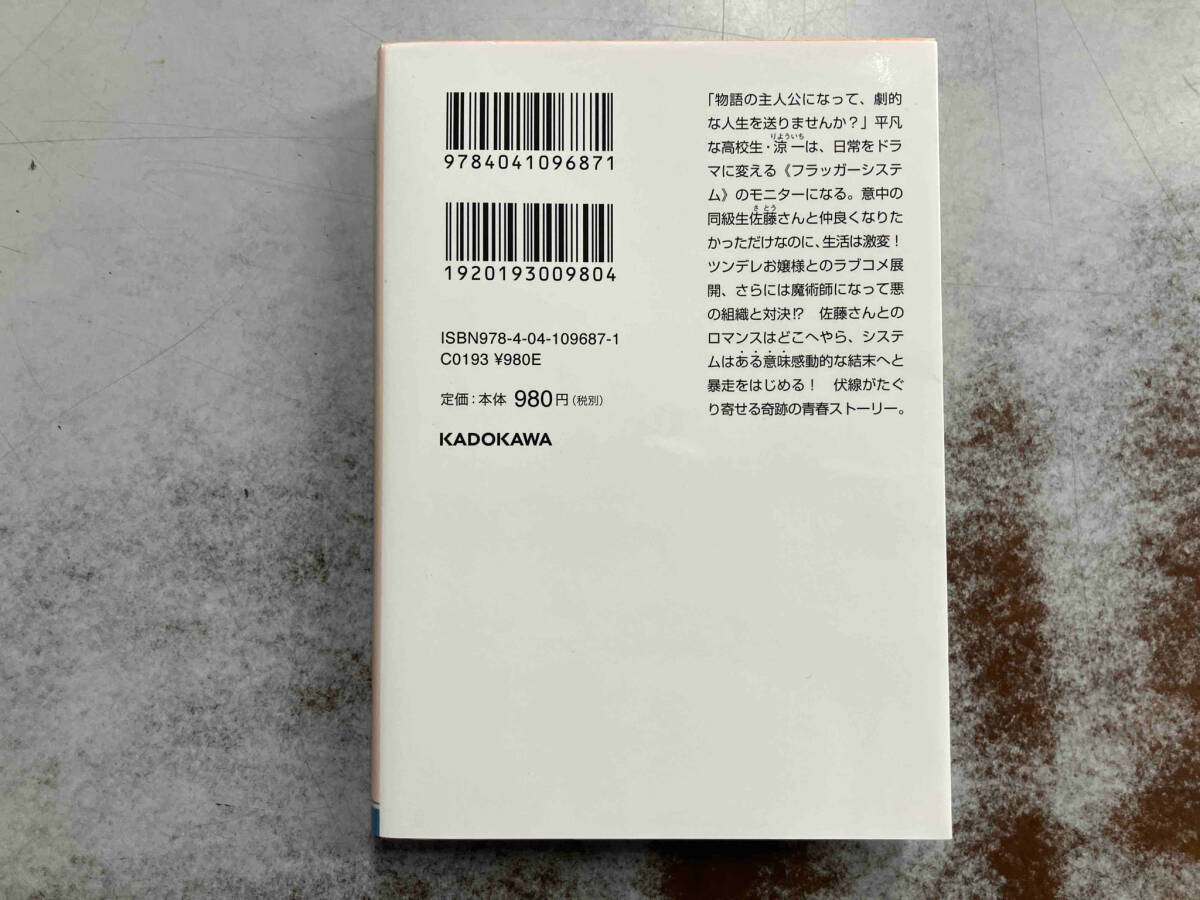 9784041096871
1920193009804
ISBN978-4-04-109687-1
C0193 ¥980E
定価：本体 980円（税別）
KADOKAWA
「物語の主人公になって、劇的
な人生を送りませんか？」平凡
な高校生・涼一は、日常をドラ
マに変える《フラッガーシステ
ム》のモニターになる。意中の
同級生佐藤さんと仲良くなりた
かっただけなのに、生活は激変！
ツンデレお嬢様とのラブコメ展
開、さらには魔術師になって悪
の組織と対決!?　佐藤さんとの
ロマンスはどこへやら、システ
ムはある意味感動的な結末へと
暴走をはじめる！　伏線がたぐ
り寄せる奇跡の青春ストーリー。